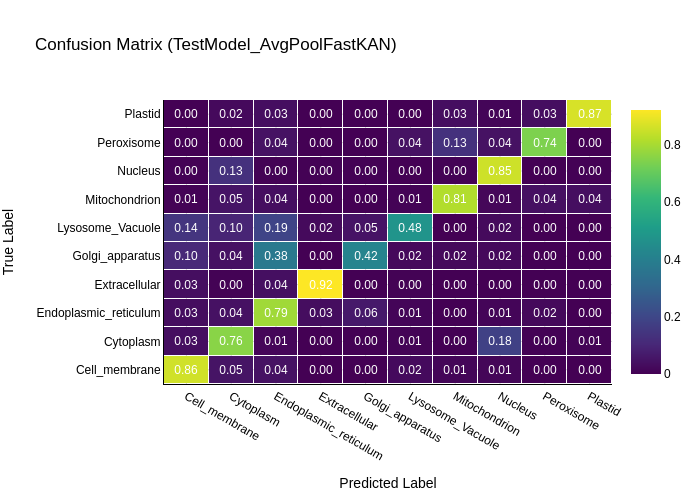 Confusion Matrix (TestModel_AvgPoolFastKAN)
True Label
Plastid 0.00 0.02 0.03 0.00 0.00 0.00 0.03 0.01 0.03 0.87
Peroxisome 0.00 0.00 0.04 0.00 0.00 0.04 0.13 0.04 0.74 0.00
Nucleus 0.00 0.13 0.00 0.00 0.00 0.00 0.00 0.85 0.00 0.00
Mitochondrion 0.01 0.05 0.04 0.00 0.00 0.01 0.81 0.01 0.04 0.04
Lysosome_Vacuole 0.14 0.10 0.19 0.02 0.05 0.48 0.00 0.02 0.00 0.00
Golgi_apparatus 0.10 0.04 0.38 0.00 0.42 0.02 0.02 0.02 0.00 0.00
Extracellular 0.03 0.00 0.04 0.92 0.00 0.00 0.00 0.00 0.00 0.00
Endoplasmic_reticulum 0.03 0.04 0.79 0.03 0.06 0.01 0.00 0.01 0.02 0.00
Cytoplasm 0.03 0.76 0.01 0.00 0.00 0.01 0.00 0.18 0.00 0.01
Cell_membrane 0.86 0.05 0.04 0.00 0.00 0.02 0.01 0.01 0.00 0.00
Cell_membrane
Cytoplasm
Endoplasmic_reticulum
Extracellular
Golgi_apparatus
Lysosome_Vacuole
Mitochondrion
Nucleus
Peroxisome
Plastid
Predicted Label
0.8
0.6
0.4
0.2
0